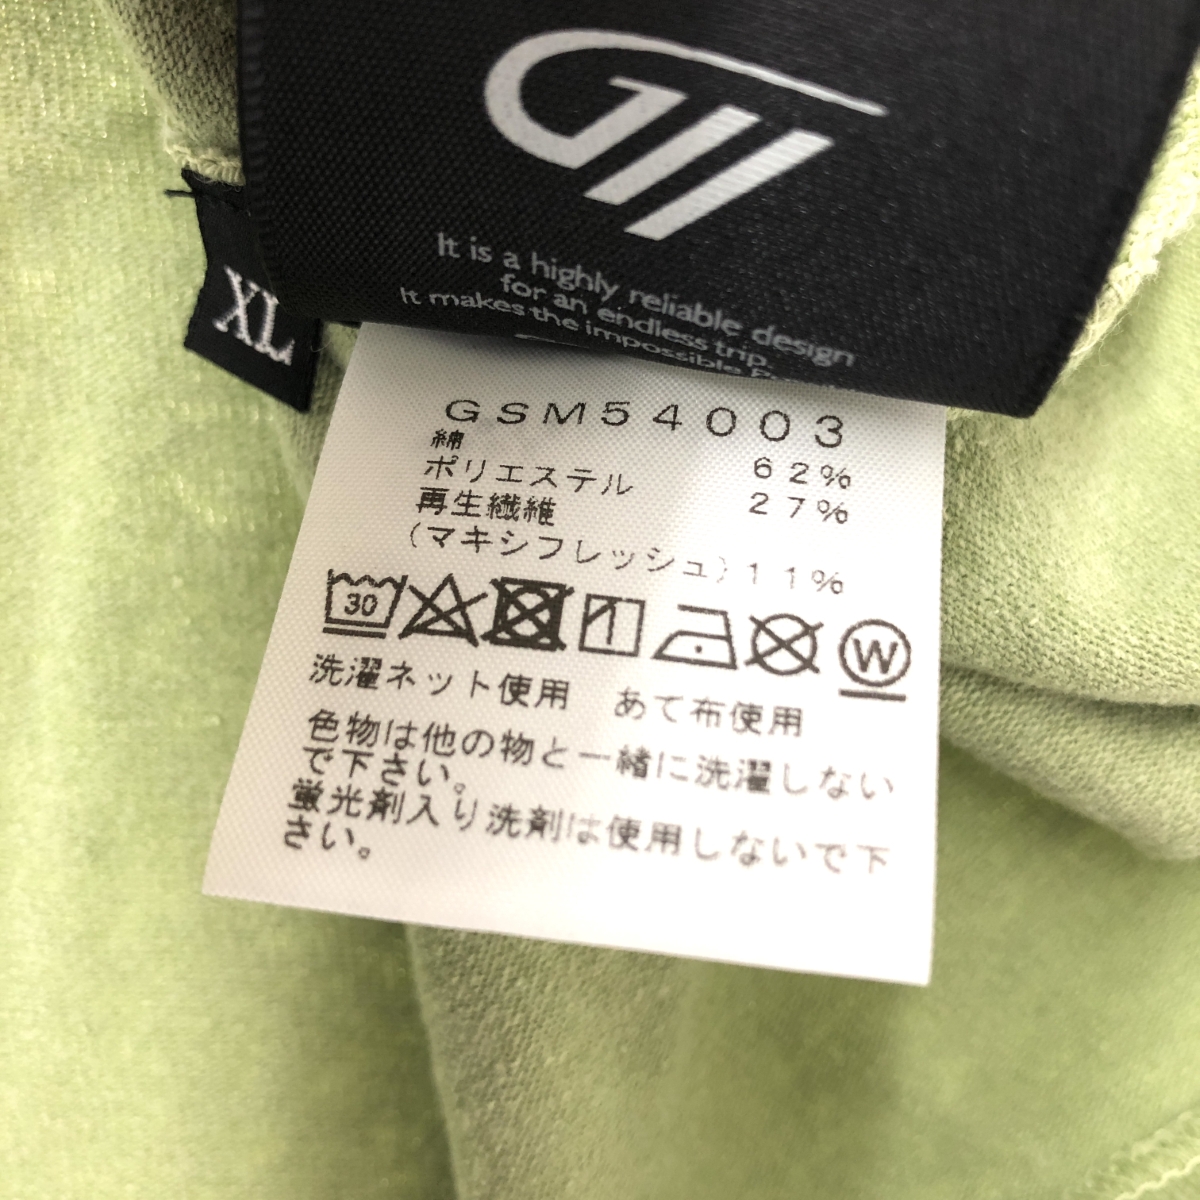 It is a highly reliable design
for an endless trip.
It makes the impossible
XL
GSM54003
綿 62%
ポリエステル 27%
再生繊維
(マキシフレッシュ) 11%
30
W
洗濯ネット使用 あて布使用
色物は他の物と一緒に洗濯しない
で下さい。
蛍光剤入り洗剤は使用しないで下
さい。